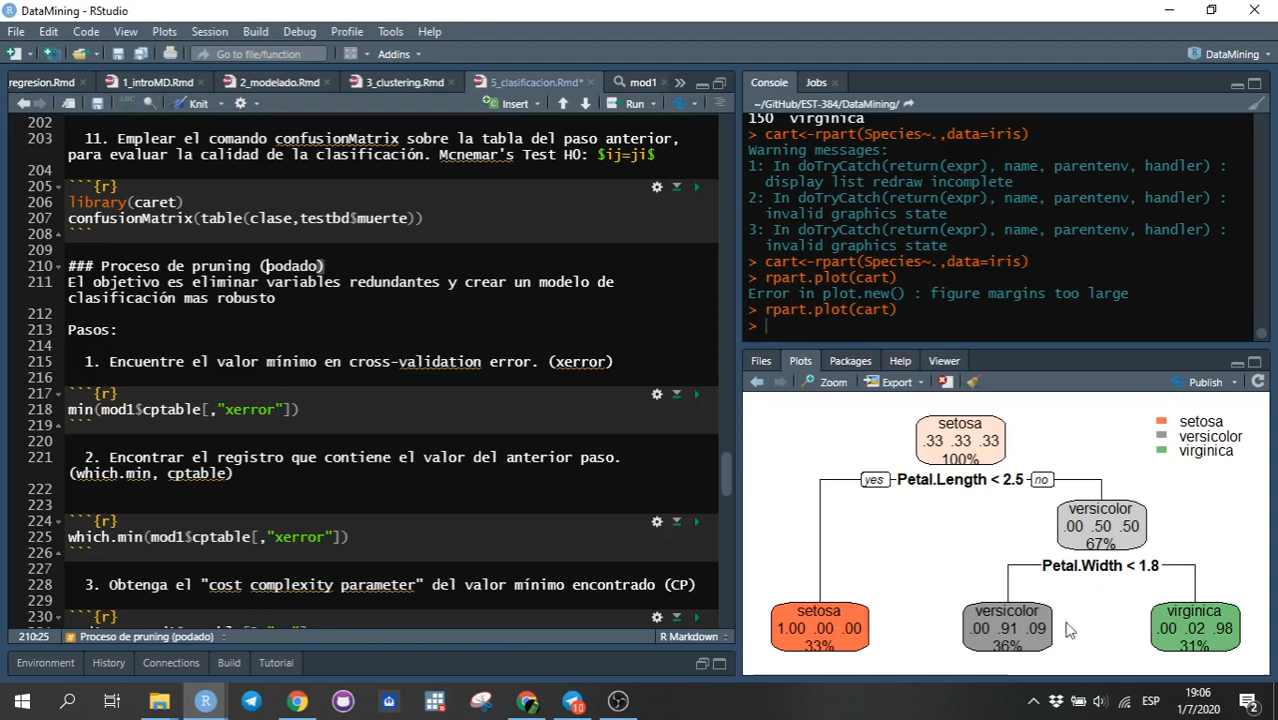 DataMining - RStudio
File Edit Code View Plots Session Build Debug Profile Tools Help
Go to file/function Addins DataMining
regresion.Rmd 1_introMD.Rmd 2_modelado.Rmd 3_clustering.Rmd 5_clasificacion.Rmd* mod1
Knit Insert Run
202
203 11. Emplear el comando confusionMatrix sobre la tabla del paso anterior,
para evaluar la calidad de la clasificación. Mcnemar's Test HO: $ij=ji$
204
205 ```{r}
206 library(caret)
207 confusionMatrix(table(clase,testbd$muerte))
208 ```
209
210 ### Proceso de pruning (podado)
211 El objetivo es eliminar variables redundantes y crear un modelo de
clasificación mas robusto
212
213 Pasos:
214
215 1. Encuentre el valor mínimo en cross-validation error. (xerror)
216
217 ```{r}
218 min(mod1$cptable[,"xerror"])
219 ```
220
221 2. Encontrar el registro que contiene el valor del anterior paso.
(which.min, cptable)
222
223
224 ```{r}
225 which.min(mod1$cptable[,"xerror"])
226 ```
227
228 3. Obtenga el "cost complexity parameter" del valor mínimo encontrado (CP)
229
230 ```{r}
210:25 # Proceso de pruning (podado) R Markdown
Environment History Connections Build Tutorial
Console Jobs
~/GitHub/EST-384/DataMining/
150 virginica
> cart<-rpart(Species~.,data=iris)
Warning messages:
1: In doTryCatch(return(expr), name, parentenv, handler) :
display list redraw incomplete
2: In doTryCatch(return(expr), name, parentenv, handler) :
invalid graphics state
3: In doTryCatch(return(expr), name, parentenv, handler) :
invalid graphics state
> cart<-rpart(Species~.,data=iris)
> rpart.plot(cart)
Error in plot.new() : figure margins too large
> rpart.plot(cart)
>
Files Plots Packages Help Viewer
Zoom Export Publish
setosa
.33 .33 .33
100%
setosa
versicolor
virginica
yes Petal.Length < 2.5 no
versicolor
.00 .50 .50
67%
Petal.Width < 1.8
setosa
1.00 .00 .00
33%
versicolor
.00 .91 .09
36%
virginica
.00 .02 .98
31%
10
ESP
19:06
1/7/2020
2